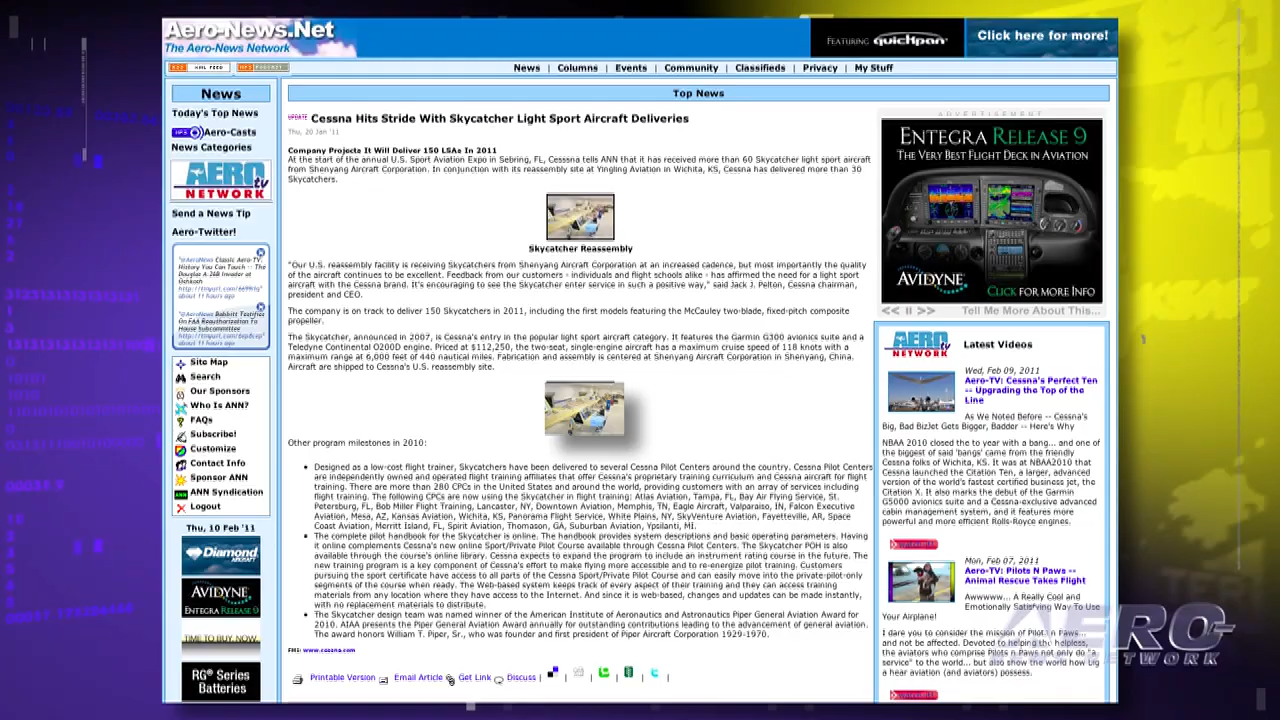 Aero-News.Net
The Aero-News Network
FEATURING quickpan
Click here for more!
News | Columns | Events | Community | Classifieds | Privacy | My Stuff
News
Today's Top News
Aero-Casts
News Categories
AERO tv
NETWORK
Send a News Tip
Aero-Twitter!
"@AeroNews Classic Aero-TV:
History You Can Touch -- The
Douglas A-26B Invader at
Oshkosh
about 11 hours ago
"@AeroNews Babbitt Testifies
On FAA Reauthorization To
House Subcommittee
about 11 hours ago
Site Map
Search
Our Sponsors
Who Is ANN?
FAQs
Subscribe!
Customize
Contact Info
Sponsor ANN
ANN Syndication
Logout
Thu, 10 Feb '11
Diamond
AIRCRAFT
AVIDYNE
ENTEGRA RELEASE 9
TIME TO BUY NOW.
RG® Series
Batteries
Top News
UPDATE Cessna Hits Stride With Skycatcher Light Sport Aircraft Deliveries
Thu, 20 Jan '11
Company Projects It Will Deliver 150 LSAs In 2011
At the start of the annual U.S. Sport Aviation Expo in Sebring, FL, Cesssna tells ANN that it has received more than 60 Skycatcher light sport aircraft
from Shenyang Aircraft Corporation. In conjunction with its reassembly site at Yingling Aviation in Wichita, KS, Cessna has delivered more than 30
Skycatchers.
Skycatcher Reassembly
"Our U.S. reassembly facility is receiving Skycatchers from Shenyang Aircraft Corporation at an increased cadence, but most importantly the quality
of the aircraft continues to be excellent. Feedback from our customers - individuals and flight schools alike - has affirmed the need for a light sport
aircraft with the Cessna brand. It's encouraging to see the Skycatcher enter service in such a positive way," said Jack J. Pelton, Cessna chairman,
president and CEO.
The company is on track to deliver 150 Skycatchers in 2011, including the first models featuring the McCauley two-blade, fixed-pitch composite
propeller.
The Skycatcher, announced in 2007, is Cessna's entry in the popular light sport aircraft category. It features the Garmin G300 avionics suite and a
Teledyne Continental O200D engine. Priced at $112,250, the two-seat, single-engine aircraft has a maximum cruise speed of 118 knots with a
maximum range at 6,000 feet of 440 nautical miles. Fabrication and assembly is centered at Shenyang Aircraft Corporation in Shenyang, China.
Aircraft are shipped to Cessna's U.S. reassembly site.
Other program milestones in 2010:
• Designed as a low-cost flight trainer, Skycatchers have been delivered to several Cessna Pilot Centers around the country. Cessna Pilot Centers
are independently owned and operated flight training affiliates that offer Cessna's proprietary training curriculum and Cessna aircraft for flight
training. There are more than 280 CPCs in the United States and around the world, providing customers with an array of services including
flight training. The following CPCs are now using the Skycatcher in flight training: Atlas Aviation, Tampa, FL, Bay Air Flying Service, St.
Petersburg, FL, Bob Miller Flight Training, Lancaster, NY, Downtown Aviation, Memphis, TN, Eagle Aircraft, Valparaiso, IN, Falcon Executive
Aviation, Mesa, AZ, Kansas Aviation, Wichita, KS, Panorama Flight Service, White Plains, NY, SkyVenture Aviation, Fayetteville, AR, Space
Coast Aviation, Merritt Island, FL, Spirit Aviation, Thomason, GA, Suburban Aviation, Ypsilanti, MI.
• The complete pilot handbook for the Skycatcher is online. The handbook provides system descriptions and basic operating parameters. Having
it online complements Cessna's new online Sport/Private Pilot Course available through Cessna Pilot Centers. The Skycatcher POH is also
available through the course's online library. Cessna expects to expand the program to include an instrument rating course in the future. The
new training program is a key component of Cessna's effort to make flying more accessible and to re-energize pilot training. Customers
pursuing the sport certificate have access to all parts of the Cessna Sport/Private Pilot Course and can easily move into the private-pilot-only
segments of the course when ready. The Web-based system keeps track of every aspect of their training and they can access training
materials from any location where they have access to the Internet. And since it is web-based, changes and updates can be made instantly,
with no replacement materials to distribute.
• The Skycatcher design team was named winner of the American Institute of Aeronautics and Astronautics Piper General Aviation Award for
2010. AIAA presents the Piper General Aviation Award annually for outstanding contributions leading to the advancement of general aviation.
The award honors William T. Piper, Sr., who was founder and first president of Piper Aircraft Corporation 1929-1970.
FMI: www.cessna.com
Printable Version Email Article Get Link Discuss | | | | |
ADVERTISEMENT
ENTEGRA RELEASE 9
THE VERY BEST FLIGHT DECK IN AVIATION
AVIDYNE
CLICK FOR MORE INFO
<< II >> Tell Me More About This...
AERO tv
NETWORK
Latest Videos
Wed, Feb 09, 2011
Aero-TV: Cessna's Perfect Ten
-- Upgrading the Top of the
Line
As We Noted Before -- Cessna's
Big, Bad BizJet Gets Bigger, Badder -- Here's Why
NBAA 2010 closed the to year with a bang... and one of
the biggest of said 'bangs' came from the friendly
Cessna folks of Wichita, KS. It was at NBAA2010 that
Cessna launched the Citation Ten, a larger, advanced
version of the world's fastest certified business jet, the
Citation X. It also marks the debut of the Garmin
G5000 avionics suite and a Cessna-exclusive advanced
cabin management system, and it incorporates more
powerful and more efficient Rolls-Royce engines.
Mon, Feb 07, 2011
Aero-TV: Pilots N Paws --
Animal Rescue Takes Flight
Awwwww... A Really Cool and
Emotionally Satisfying Way To Use
Your Airplane!
I dare you to consider the mission of Pilots n Paws...
and not be affected. Devoted to helping the helpless,
the aviators who comprise Pilots n Paws not only do "a
service" to the world... but also show the world how big
a hear aviation (and aviators) possess.
AERO-
NETWORK